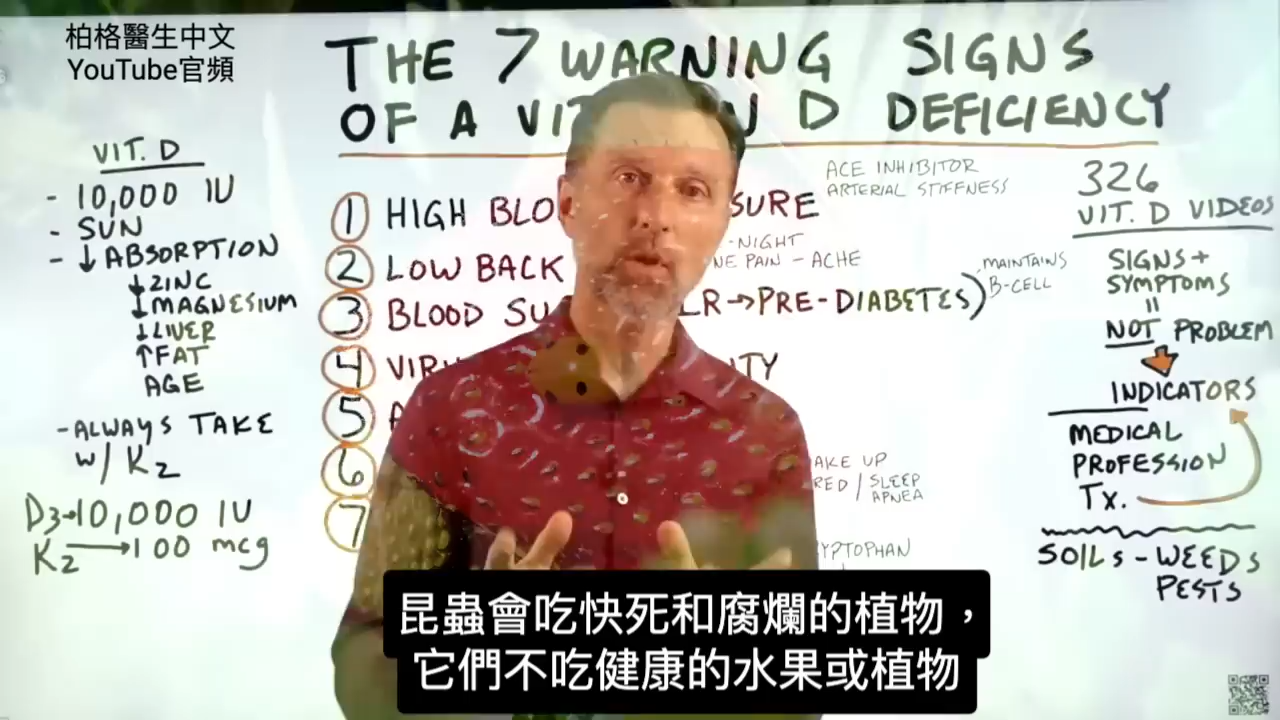 柏格醫生中文
YouTube官頻
THE 7 WARNING SIGNS
OF A VIT N D DEFICIENCY
VIT. D
- 10,000 IU
- SUN
- ↓ ABSORPTION
↓ ZINC
↓ MAGNESIUM
↓ LIVER
↑ FAT
AGE
- ALWAYS TAKE
W/ K2
D3→10,000 IU
K2→100 mcg
① HIGH BLO SURE
ACE INHIBITOR
ARTERIAL STIFFNESS
② LOW BACK
- NIGHT
NE PAIN - ACHE
③ BLOOD SU LR→PRE-DIABETES)
MAINTAINS
B-CELL
④ VIR ITY
⑤ A
⑥
AKE UP
RED / SLEEP
APNEA
⑦
YPTOPHAN
326
VIT. D VIDEOS
SIGNS +
SYMPTOMS
=
NOT PROBLEM
INDICATORS
MEDICAL
PROFESSION
Tx.
SOILS - WEEDS
PESTS
昆蟲會吃快死和腐爛的植物，
它們不吃健康的水果或植物